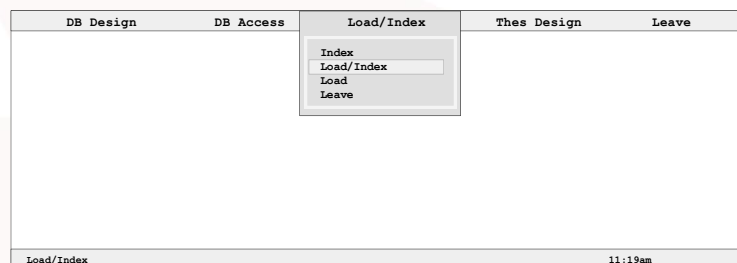 DB Design DB Access Load/Index Thes Design Leave
Index
Load/Index
Load
Leave
Load/Index 11:19am